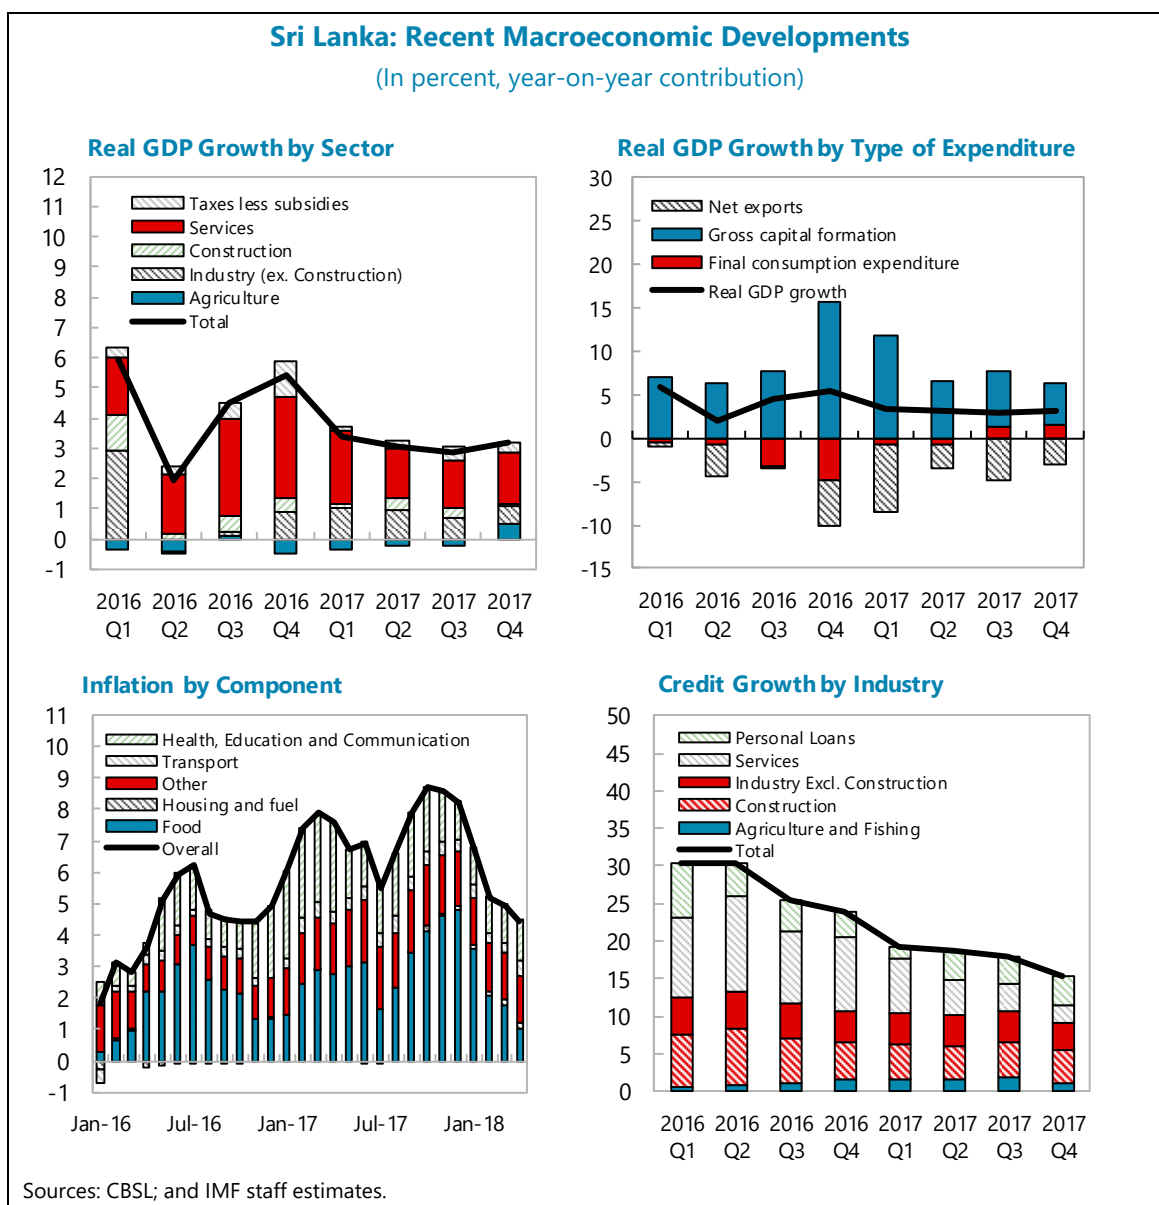 Sri Lanka: Recent Macroeconomic Developments
(In percent, year-on-year contribution)
Real GDP Growth by Sector
12
11
10
9
8
7
6
5
4
3
2
1
0
-1
Taxes less subsidies
Services
Construction
Industry (ex. Construction)
Agriculture
Total
2016 2016 2016 2016 2017 2017 2017 2017
Q1 Q2 Q3 Q4 Q1 Q2 Q3 Q4
Real GDP Growth by Type of Expenditure
30
25
20
15
10
5
0
-5
-10
-15
Net exports
Gross capital formation
Final consumption expenditure
Real GDP growth
2016 2016 2016 2016 2017 2017 2017 2017
Q1 Q2 Q3 Q4 Q1 Q2 Q3 Q4
Inflation by Component
11
10
9
8
7
6
5
4
3
2
1
0
-1
Health, Education and Communication
Transport
Other
Housing and fuel
Food
Overall
Jan-16 Jul-16 Jan-17 Jul-17 Jan-18
Credit Growth by Industry
50
45
40
35
30
25
20
15
10
5
0
Personal Loans
Services
Industry Excl. Construction
Construction
Agriculture and Fishing
Total
2016 2016 2016 2016 2017 2017 2017 2017
Q1 Q2 Q3 Q4 Q1 Q2 Q3 Q4
Sources: CBSL; and IMF staff estimates.